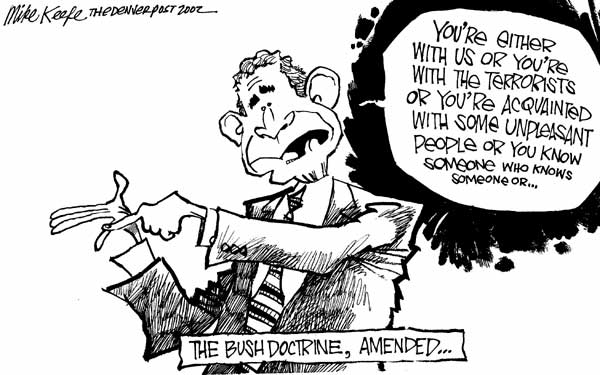 Mike Keefe THE DENVER POST 2002
YOU'RE EITHER
WITH US OR YOU'RE
WITH THE TERRORISTS
OR YOU'RE ACQUAINTED
WITH SOME UNPLEASANT
PEOPLE OR YOU KNOW
SOMEONE WHO KNOWS
SOMEONE OR...
THE BUSH DOCTRINE, AMENDED...